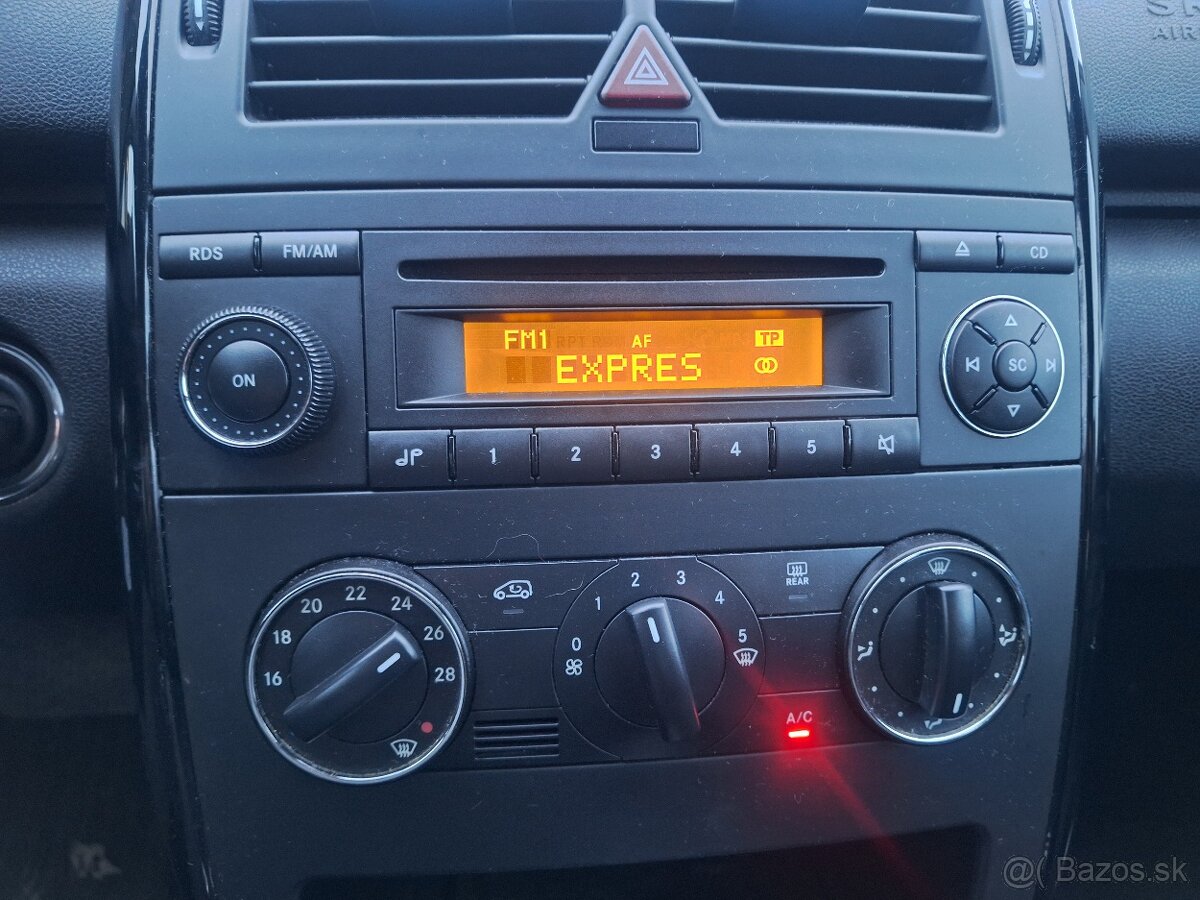 AIR
RDS
FM/AM
CD
FM1
AF
TP
EXPRES
ON
SC
1
2
3
4
5
16
18
20
22
24
26
28
0
1
2
3
4
5
REAR
A/C
@( Bazos.sk